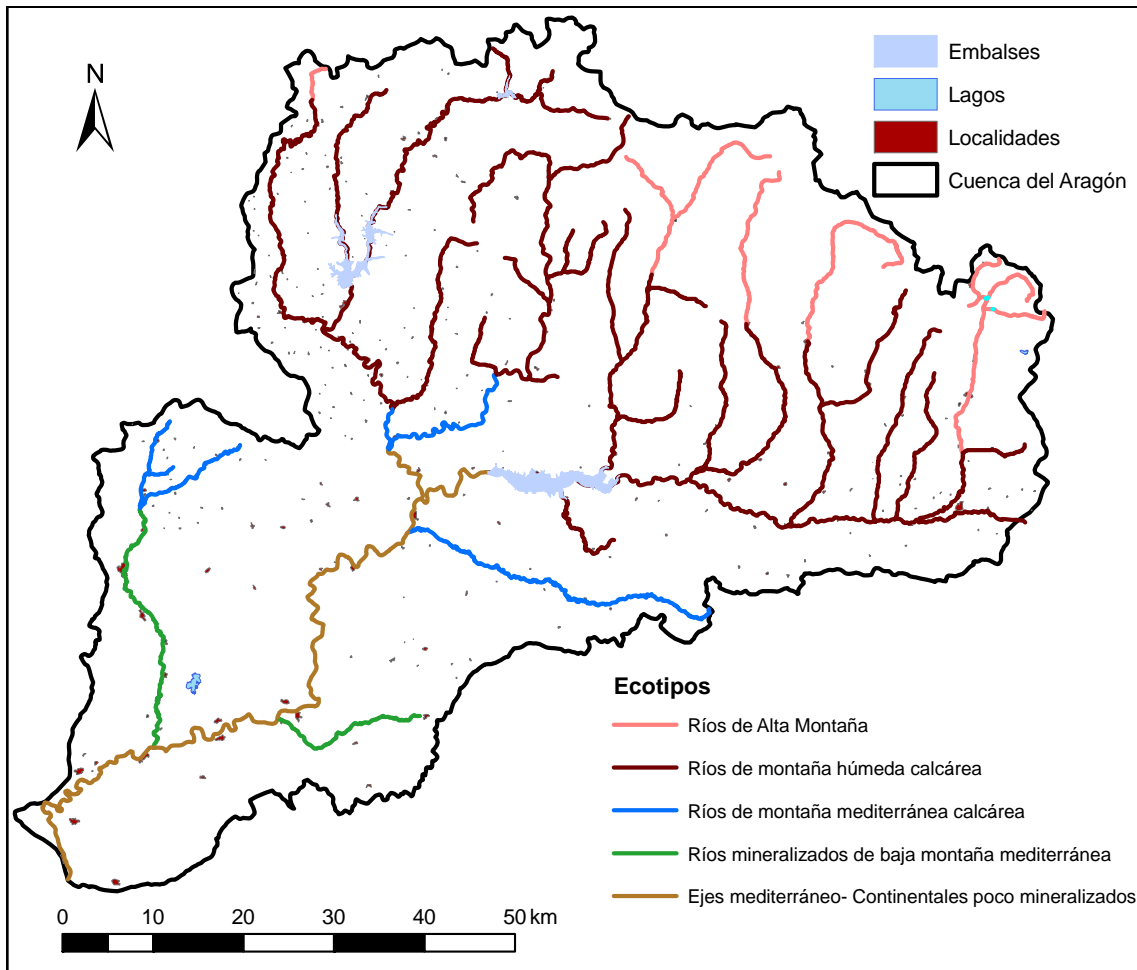 N
Embalses
Lagos
Localidades
Cuenca del Aragón
Ecotipos
Ríos de Alta Montaña
Ríos de montaña húmeda calcárea
Ríos de montaña mediterránea calcárea
Ríos mineralizados de baja montaña mediterránea
Ejes mediterráneo- Continentales poco mineralizados
0 10 20 30 40 50 km